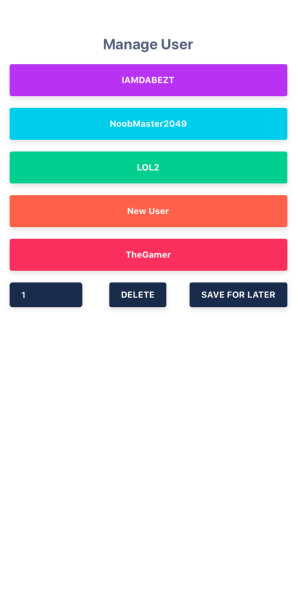 Manage User
IAMDABEZT
NoobMaster2049
LOL2
New User
TheGamer
1
DELETE
SAVE FOR LATER